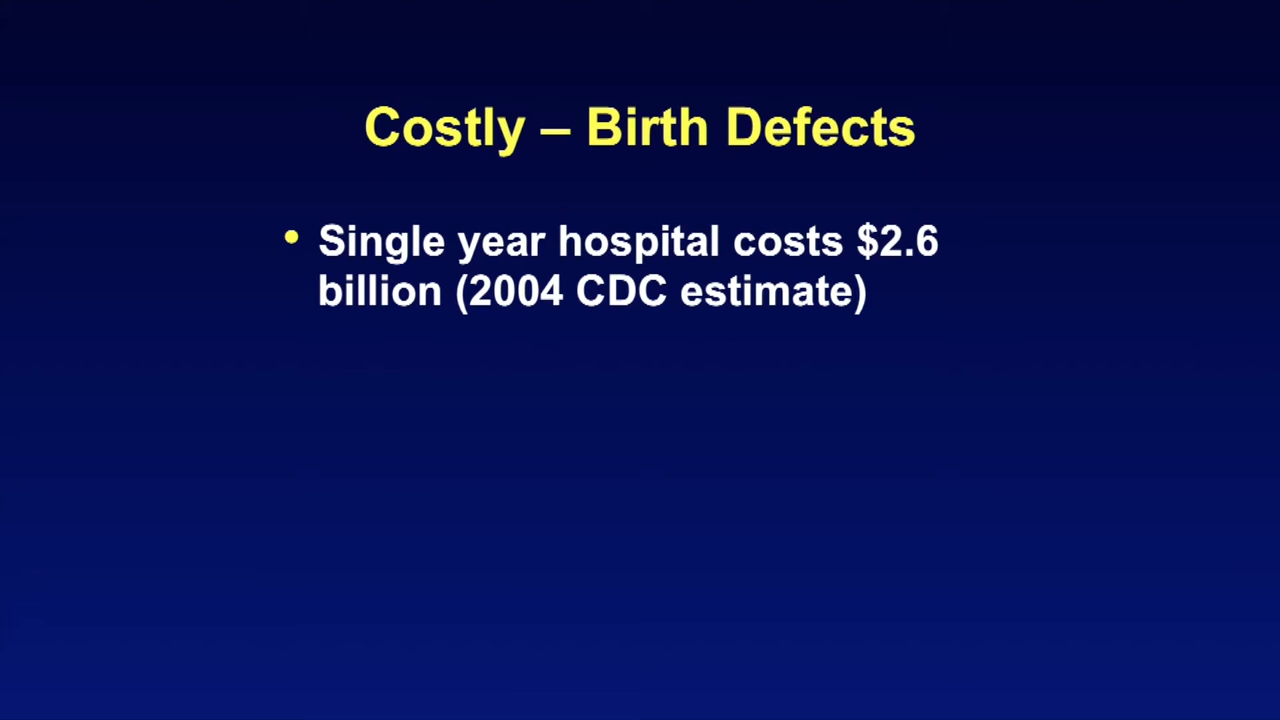 Costly – Birth Defects
• Single year hospital costs $2.6
billion (2004 CDC estimate)